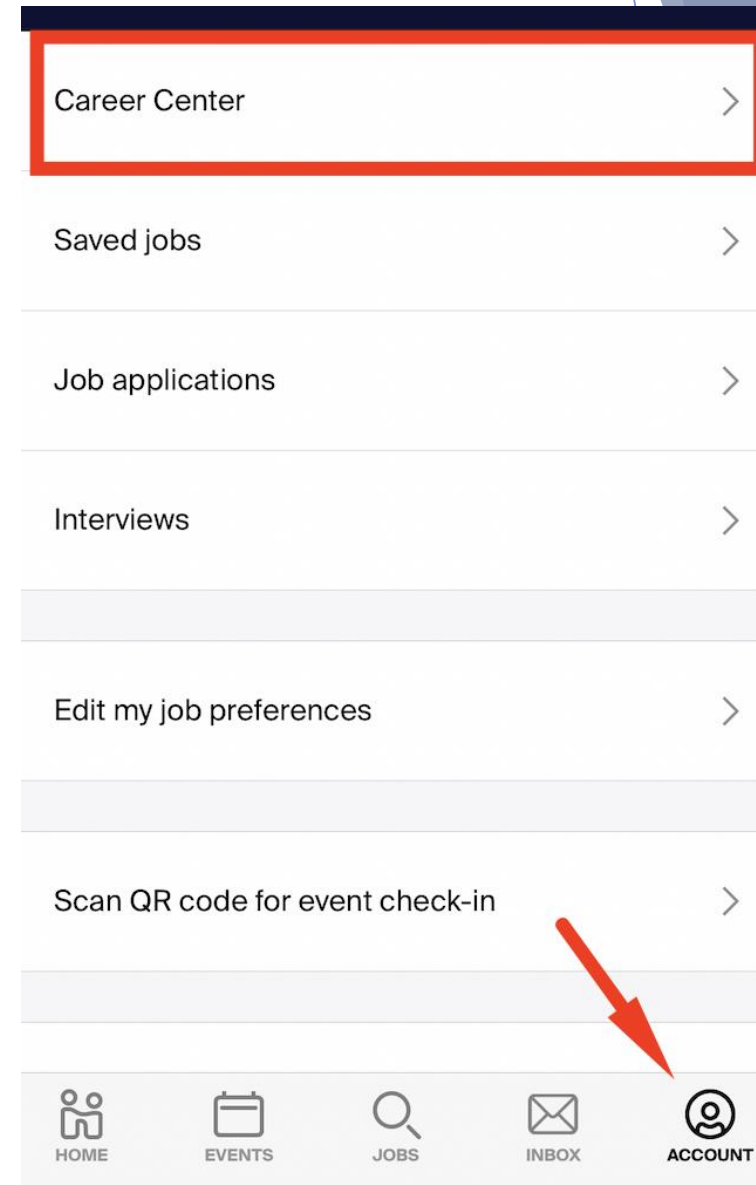 Career Center
Saved jobs
Job applications
Interviews
Edit my job preferences
Scan QR code for event check-in
HOME EVENTS JOBS INBOX ACCOUNT